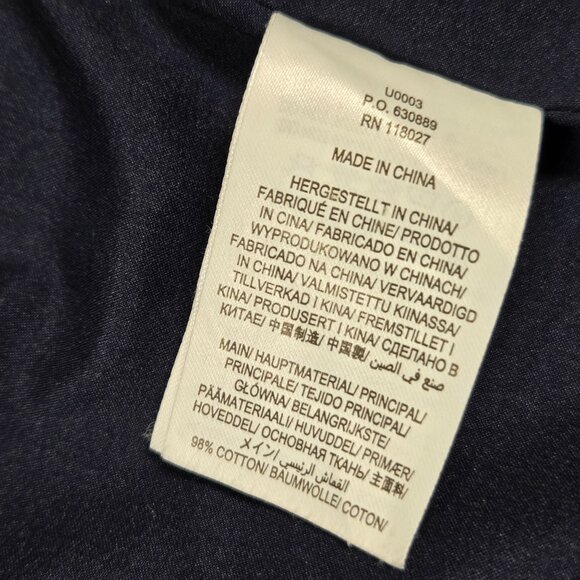 U0003
P.O. 630889
RN 118027
MADE IN CHINA
HERGESTELLT IN CHINA/
FABRIQUÉ EN CHINE/ PRODOTTO
IN CINA/ FABRICADO EN CHINA/
WYPRODUKOWANO W CHINACH/
FABRICADO NA CHINA/ VERVAARDIGD
IN CHINA/ VALMISTETTU KIINASSA/
TILLVERKAD I KINA/ FREMSTILLET I
KINA/ PRODUSERT I KINA/ СДЕЛАНО В
КИТАЕ/ 中国制造/ 中国製/ صنع في الصين
MAIN/ HAUPTMATERIAL/ PRINCIPAL/
PRINCIPALE/ TEJIDO PRINCIPAL/
GŁÓWNA/ BELANGRIJKSTE/
PÄÄMATERIAALI/ HUVUDDEL/ PRIMÆR/
HOVEDDEL/ ОСНОВНАЯ ТКАНЬ/ 主面料/
メイン/ القماش الرئيسي/
98% COTTON/ BAUMWOLLE/ COTON/